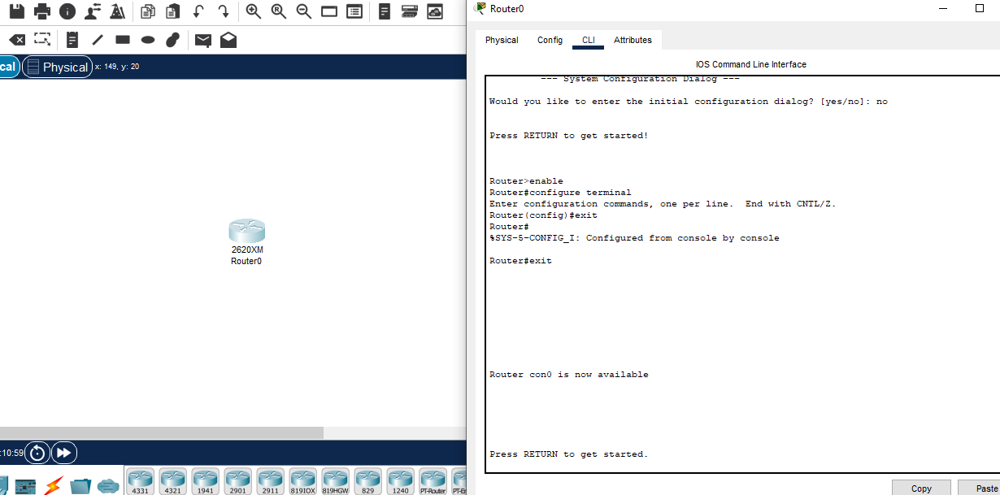 Router0
Physical
Config
CLI
Attributes
cal
Physical
x: 149, y: 20
IOS Command Line Interface
--- System Configuration Dialog ---
Would you like to enter the initial configuration dialog? [yes/no]: no
Press RETURN to get started!
Router>enable
Router#configure terminal
Enter configuration commands, one per line.  End with CNTL/Z.
Router(config)#exit
Router#
%SYS-5-CONFIG_I: Configured from console by console
Router#exit
Router con0 is now available
Press RETURN to get started.
2620XM
Router0
:10:59
4331
4321
1941
2901
2911
819IOX
819HGW
829
1240
PT-Router
PT-En
Copy
Paste